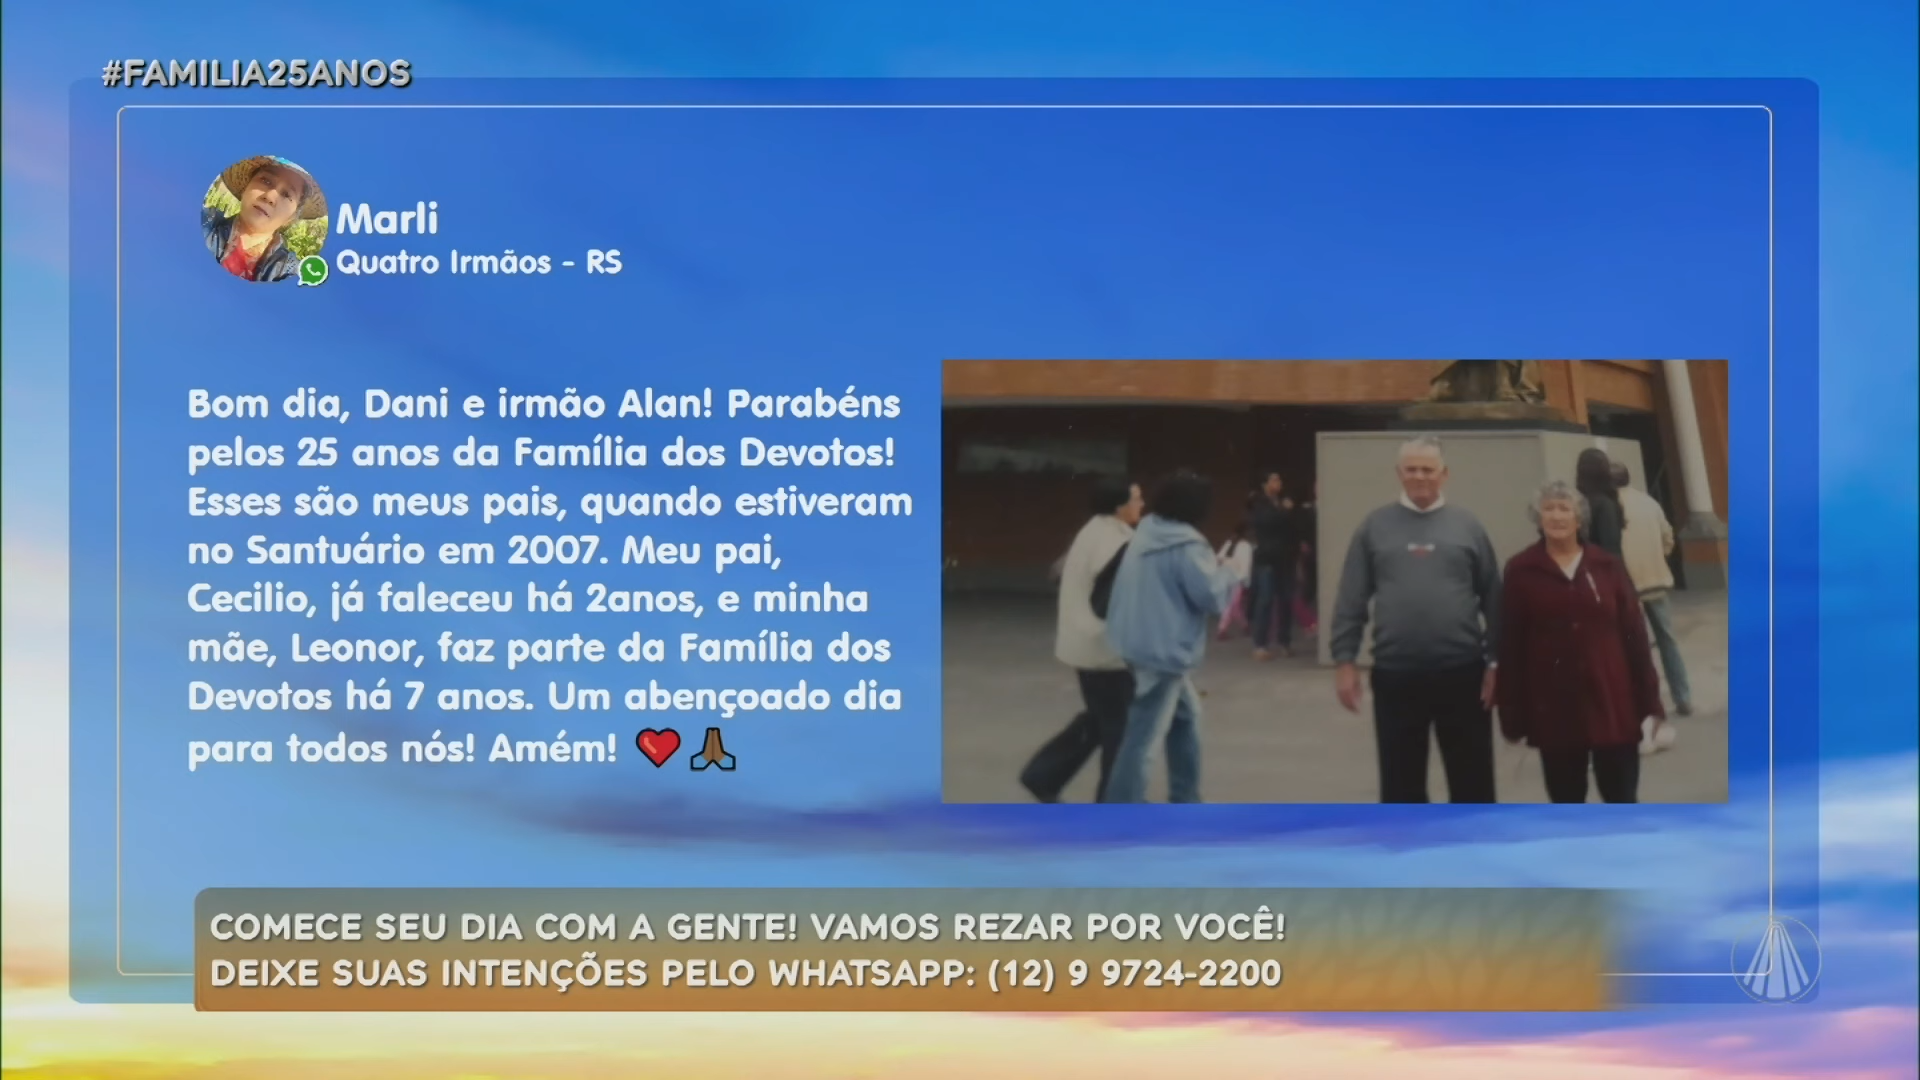 #FAMILIA25ANOS
Marli
Quatro Irmãos - RS
Bom dia, Dani e irmão Alan! Parabéns
pelos 25 anos da Família dos Devotos!
Esses são meus pais, quando estiveram
no Santuário em 2007. Meu pai,
Cecilio, já faleceu há 2anos, e minha
mãe, Leonor, faz parte da Família dos
Devotos há 7 anos. Um abençoado dia
para todos nós! Amém! ❤️🙏🏾
COMECE SEU DIA COM A GENTE! VAMOS REZAR POR VOCÊ!
DEIXE SUAS INTENÇÕES PELO WHATSAPP: (12) 9 9724-2200